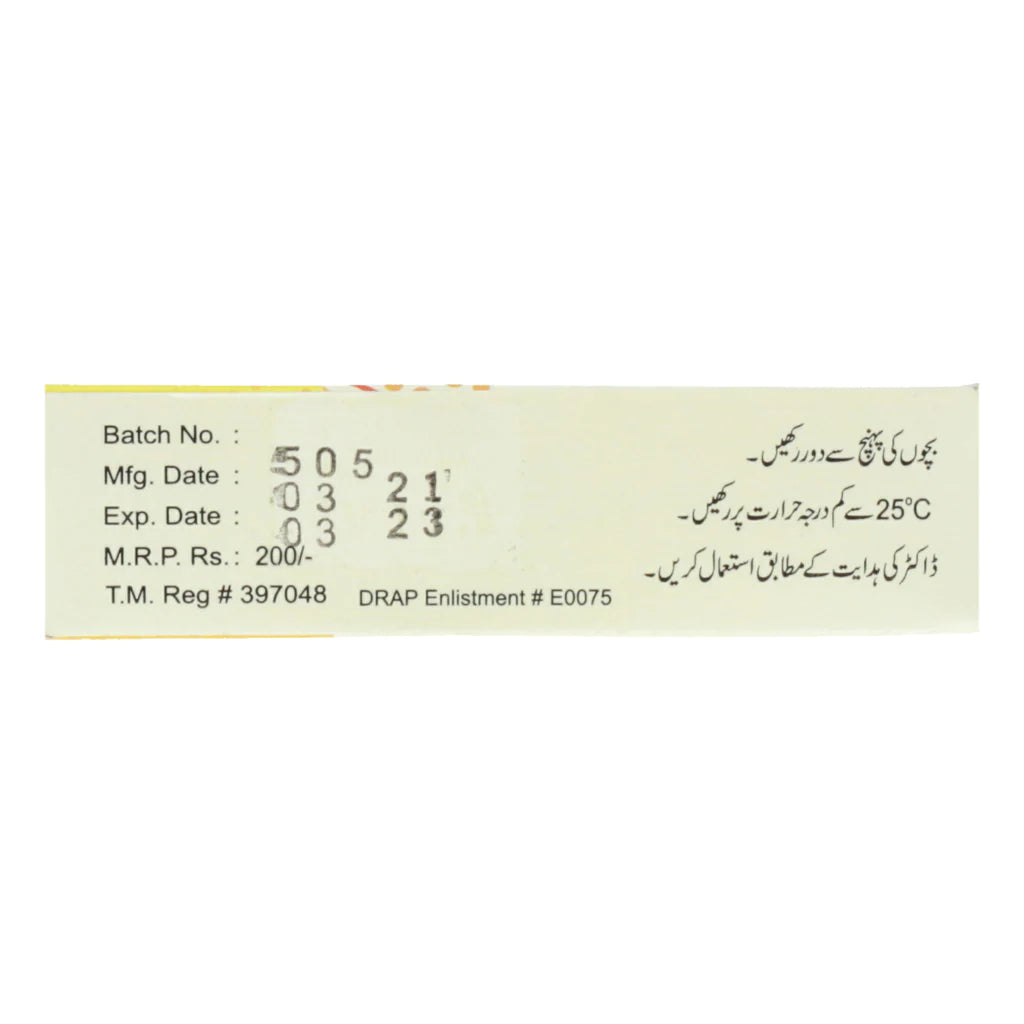 Batch No. : 505
Mfg. Date : 03 21
Exp. Date : 03 23
M.R.P. Rs. : 200/-
T.M. Reg # 397048
DRAP Enlistment # E0075
بچوں کی پہنچ سے دور رکھیں۔
25°C سے کم درجہ حرارت پر رکھیں۔
ڈاکٹر کی ہدایت کے مطابق استعمال کریں۔